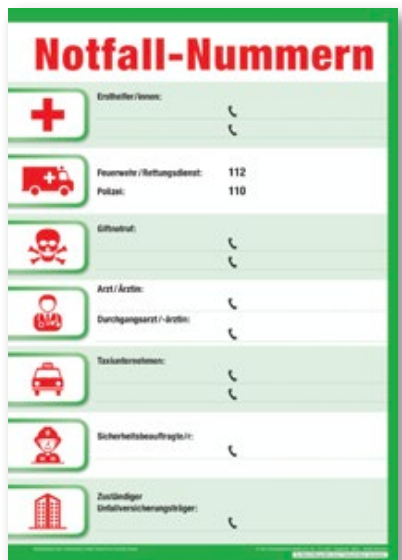 Notfall-Nummern
Ersthelfer/innen:
Feuerwehr/Rettungsdienst: 112
Polizei: 110
Giftnotruf:
Arzt/Ärztin:
Durchgangsarzt/-ärztin:
Taxiunternehmen:
Sicherheitsbeauftragte/r:
Zuständiger
Unfallversicherungsträger: